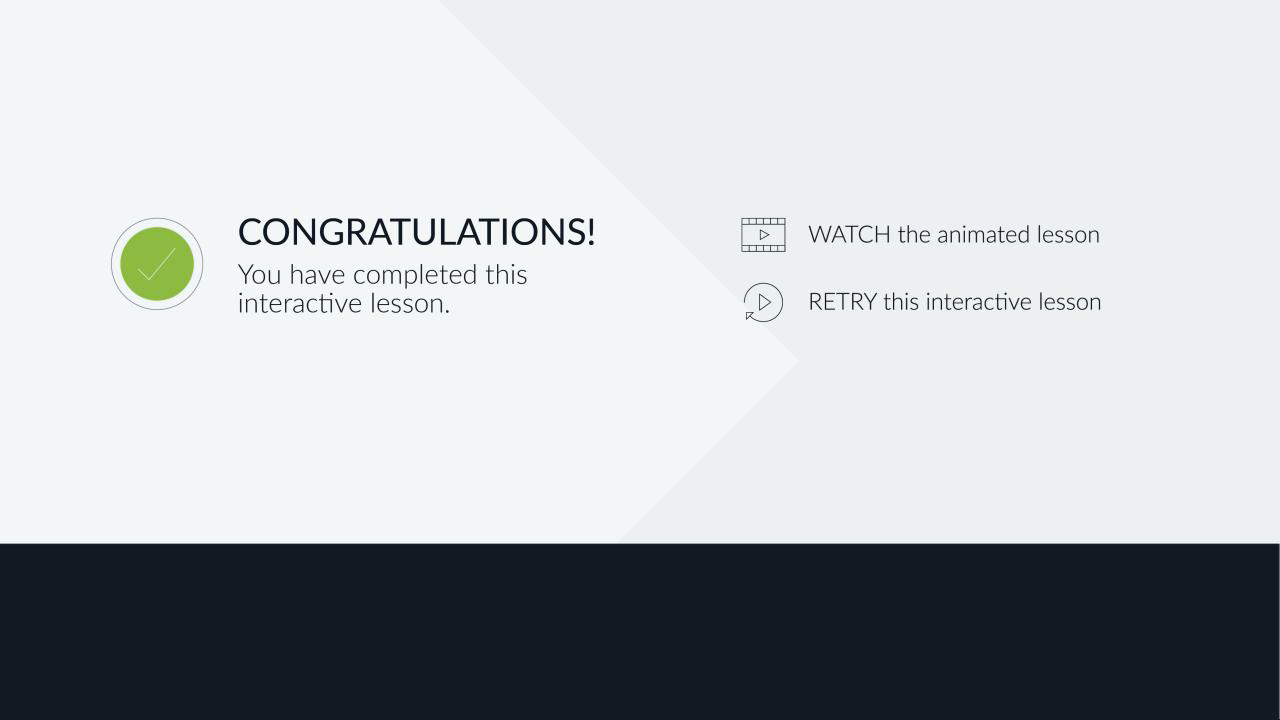 CONGRATULATIONS!
You have completed this
interactive lesson.
WATCH the animated lesson
RETRY this interactive lesson